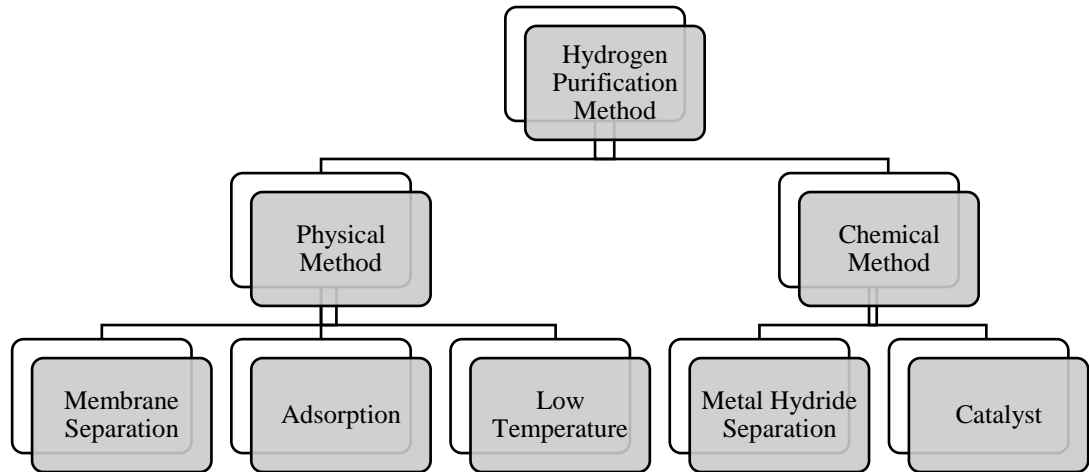 Hydrogen
Purification
Method
Physical
Method
Chemical
Method
Membrane
Separation
Adsorption
Low
Temperature
Metal Hydride
Separation
Catalyst